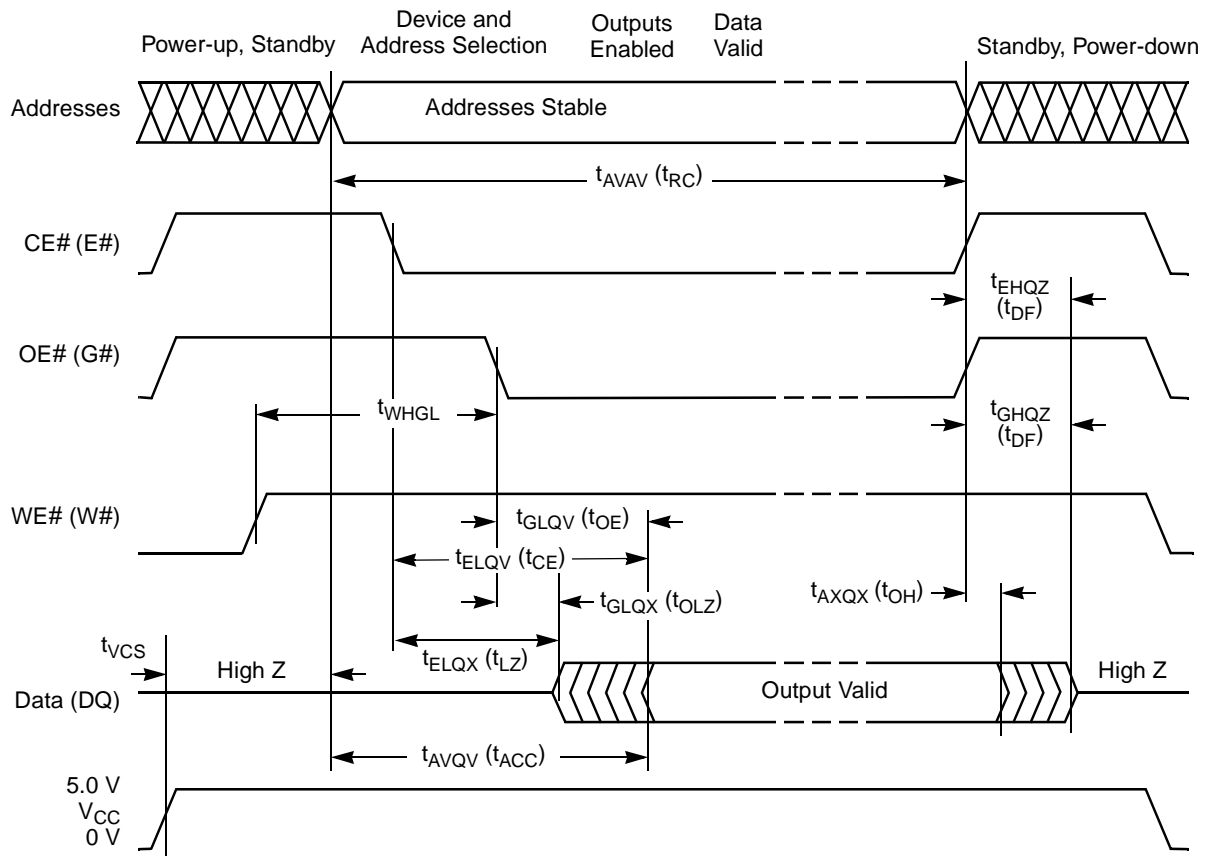 Device and
Address Selection
Outputs
Enabled
Data
Valid
Power-up, Standby
Standby, Power-down
Addresses
Addresses Stable
tAVAV (tRC)
CE# (E#)
tEHQZ
(tDF)
OE# (G#)
tWHGL
tGHQZ
(tDF)
WE# (W#)
tGLQV (tOE)
tELQV (tCE)
tGLQX (tOLZ)
tAXQX (tOH)
tVCS
tELQX (tLZ)
High Z
Output Valid
High Z
Data (DQ)
tAVQV (tACC)
5.0 V
VCC
0 V